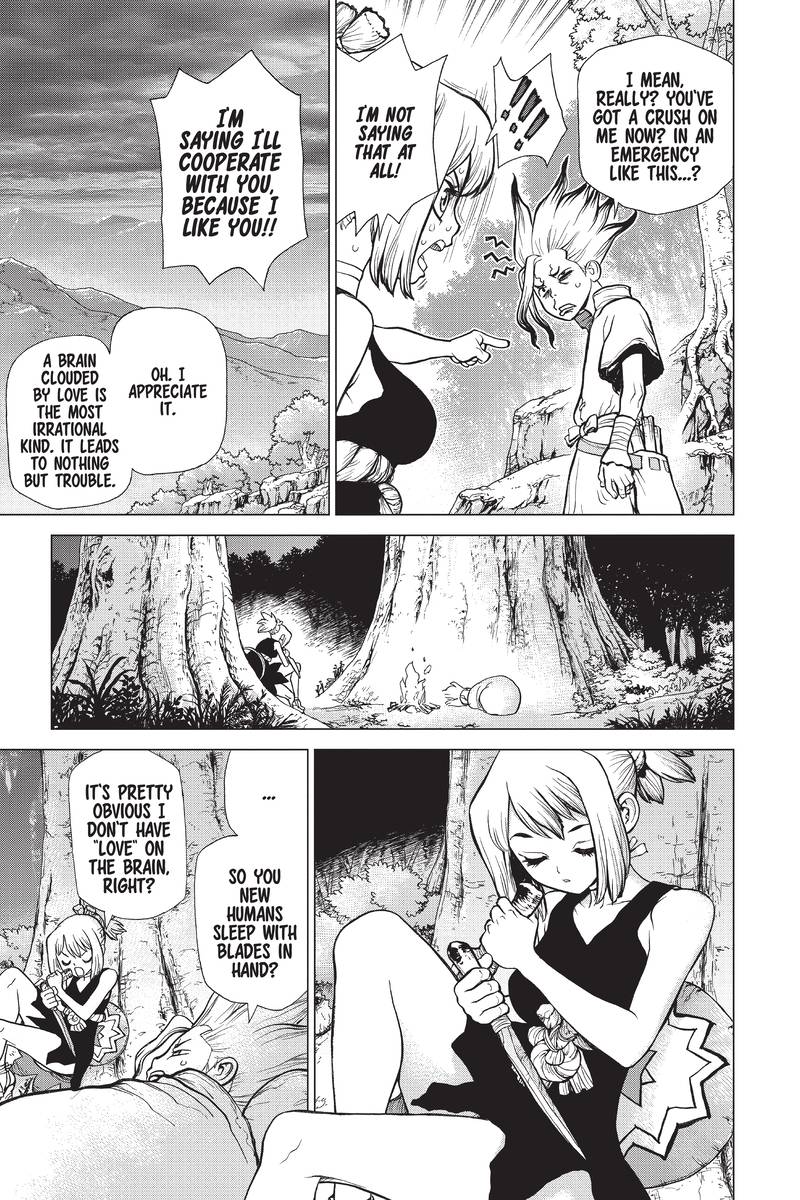 I MEAN,
REALLY? YOU'VE
GOT A CRUSH ON
ME NOW? IN AN
EMERGENCY
LIKE THIS...?
!!!
I'M NOT
SAYING
THAT AT
ALL!
I'M
SAYING I'LL
COOPERATE
WITH YOU,
BECAUSE I
LIKE YOU!!
OH. I
APPRECIATE
IT.
A BRAIN
CLOUDED
BY LOVE IS
THE MOST
IRRATIONAL
KIND. IT LEADS
TO NOTHING
BUT TROUBLE.
...
SO YOU
NEW
HUMANS
SLEEP WITH
BLADES IN
HAND?
IT'S PRETTY
OBVIOUS I
DON'T HAVE
"LOVE" ON
THE BRAIN,
RIGHT?